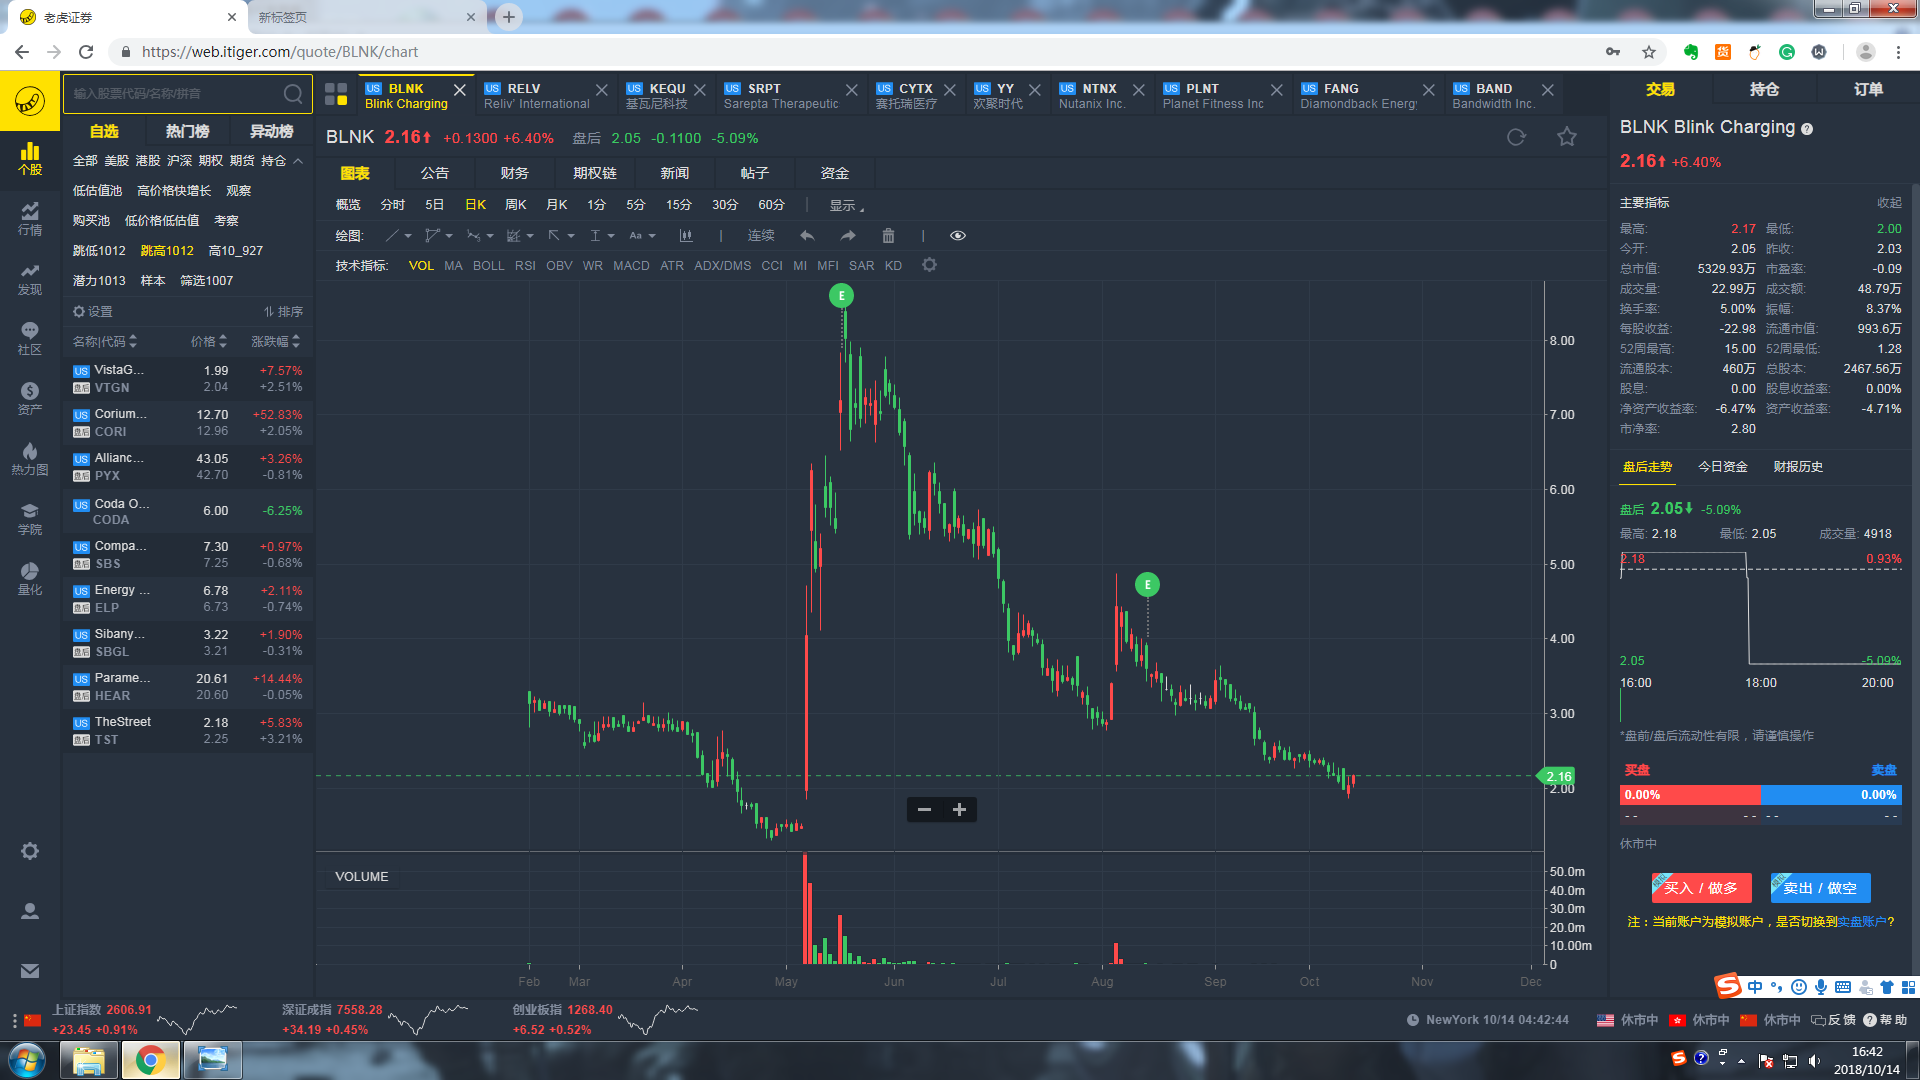 老虎证券
新标签页
https://web.itiger.com/quote/BLNK/chart
输入股票代码/名称/拼音
US BLNK
Blink Charging
US RELV
Reliv' International
US KEQU
基瓦尼科技
US SRPT
Sarepta Therapeutic
US CYTX
赛托瑞医疗
US YY
欢聚时代
US NTNX
Nutanix Inc.
US PLNT
Planet Fitness Inc
US FANG
Diamondback Energy
US BAND
Bandwidth Inc.
交易 持仓 订单
个股
行情
发现
社区
资产
热力图
学院
量化
自选 热门榜 异动榜
全部 美股 港股 沪深 期权 期货 持仓
低估值池 高价格快增长 观察
购买池 低价格低估值 考察
跳低1012 跳高1012 高10_927
潜力1013 样本 筛选1007
设置 排序
名称|代码 价格 涨跌幅
US VistaG... 1.99 +7.57%
盘后 VTGN 2.04 +2.51%
US Corium... 12.70 +52.83%
盘后 CORI 12.96 +2.05%
US Allianc... 43.05 +3.26%
盘后 PYX 42.70 -0.81%
US Coda O... 6.00 -6.25%
CODA
US Compa... 7.30 +0.97%
盘后 SBS 7.25 -0.68%
US Energy ... 6.78 +2.11%
盘后 ELP 6.73 -0.74%
US Sibany... 3.22 +1.90%
盘后 SBGL 3.21 -0.31%
US Parame... 20.61 +14.44%
盘后 HEAR 20.60 -0.05%
US TheStreet 2.18 +5.83%
盘后 TST 2.25 +3.21%
BLNK 2.16 +0.1300 +6.40% 盘后 2.05 -0.1100 -5.09%
图表 公告 财务 期权链 新闻 帖子 资金
概览 分时 5日 日K 周K 月K 1分 5分 15分 30分 60分 显示
绘图: Aa 连续
技术指标: VOL MA BOLL RSI OBV WR MACD ATR ADX/DMS CCI MI MFI SAR KD
E
E
8.00
7.00
6.00
5.00
4.00
3.00
2.16
2.00
VOLUME
50.0m
40.0m
30.0m
20.0m
10.00m
0
Feb Mar Apr May Jun Jul Aug Sep Oct Nov Dec
BLNK Blink Charging
2.16 +6.40%
主要指标 收起
最高: 2.17 最低: 2.00
今开: 2.05 昨收: 2.03
总市值: 5329.93万 市盈率: -0.09
成交量: 22.99万 成交额: 48.79万
换手率: 5.00% 振幅: 8.37%
每股收益: -22.98 流通市值: 993.6万
52周最高: 15.00 52周最低: 1.28
流通股本: 460万 总股本: 2467.56万
股息: 0.00 股息收益率: 0.00%
净资产收益率: -6.47% 资产收益率: -4.71%
市净率: 2.80
盘后走势 今日资金 财报历史
盘后 2.05 -5.09%
最高: 2.18 最低: 2.05 成交量: 4918
2.18 0.93%
2.05 -5.09%
16:00 18:00 20:00
*盘前/盘后流动性有限，请谨慎操作
买盘 卖盘
0.00% 0.00%
- - - - - - - -
休市中
买入 / 做多 卖出 / 做空
注：当前账户为模拟账户，是否切换到实盘账户?
中
上证指数 2606.91
+23.45 +0.91%
深证成指 7558.28
+34.19 +0.45%
创业板指 1268.40
+6.52 +0.52%
NewYork 10/14 04:42:44
休市中 休市中 休市中 反馈 帮助
16:42
2018/10/14